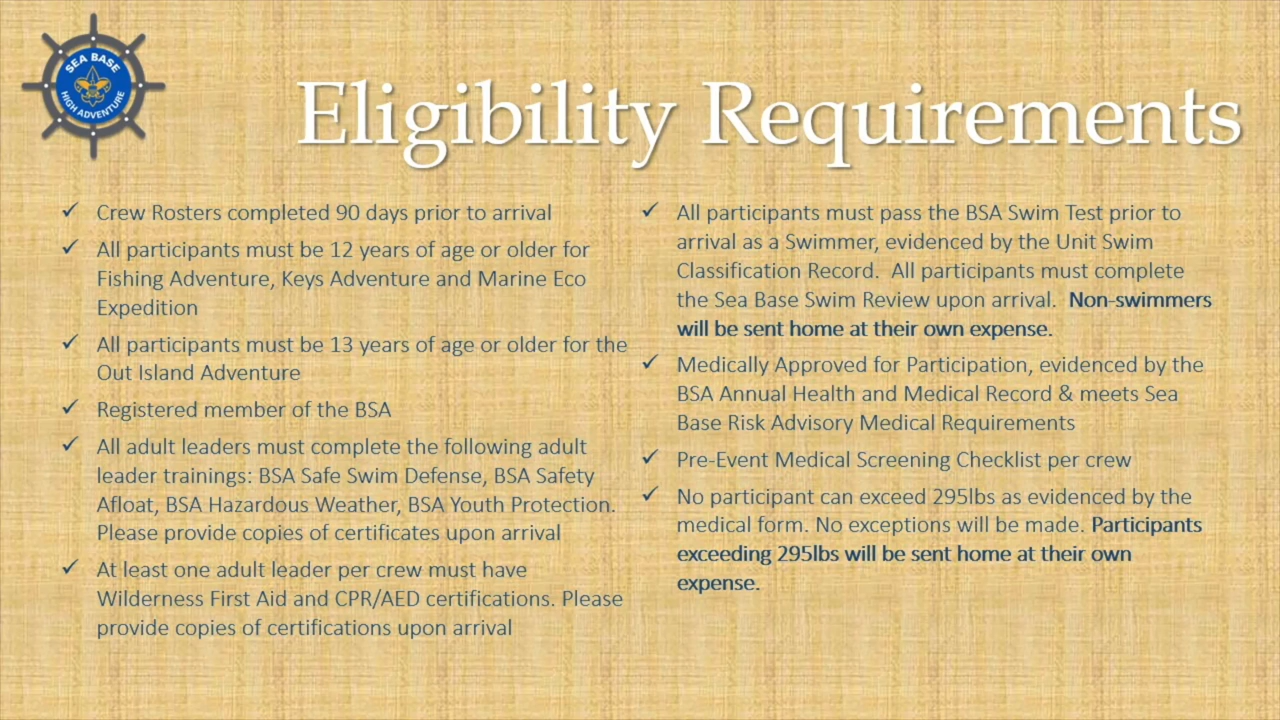 SEA BASE
HIGH ADVENTURE
Eligibility Requirements
✓ Crew Rosters completed 90 days prior to arrival
✓ All participants must be 12 years of age or older for
Fishing Adventure, Keys Adventure and Marine Eco
Expedition
✓ All participants must be 13 years of age or older for the
Out Island Adventure
✓ Registered member of the BSA
✓ All adult leaders must complete the following adult
leader trainings: BSA Safe Swim Defense, BSA Safety
Afloat, BSA Hazardous Weather, BSA Youth Protection.
Please provide copies of certificates upon arrival
✓ At least one adult leader per crew must have
Wilderness First Aid and CPR/AED certifications. Please
provide copies of certifications upon arrival
✓ All participants must pass the BSA Swim Test prior to
arrival as a Swimmer, evidenced by the Unit Swim
Classification Record. All participants must complete
the Sea Base Swim Review upon arrival. Non-swimmers
will be sent home at their own expense.
✓ Medically Approved for Participation, evidenced by the
BSA Annual Health and Medical Record & meets Sea
Base Risk Advisory Medical Requirements
✓ Pre-Event Medical Screening Checklist per crew
✓ No participant can exceed 295lbs as evidenced by the
medical form. No exceptions will be made. Participants
exceeding 295lbs will be sent home at their own
expense.